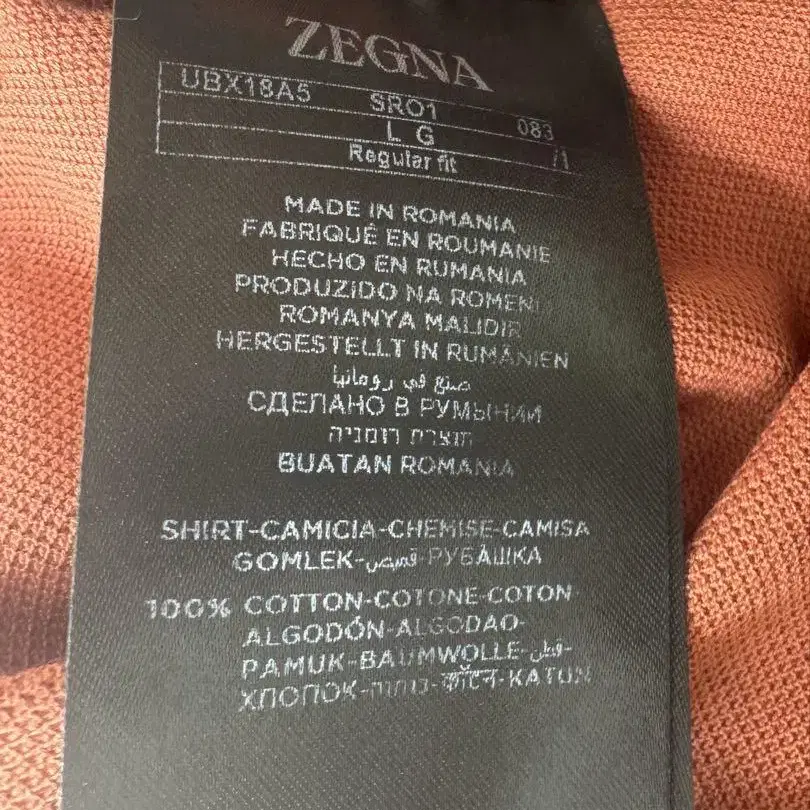 ZEGNA
UBX18A5 SRO1 083
L G
Regular fit /1
MADE IN ROMANIA
FABRIQUÉ EN ROUMANIE
HECHO EN RUMANIA
PRODUZIDO NA ROMENI
ROMANYA MALIDIR
HERGESTELLT IN RUMÄNIEN
صنع في رومانيا
СДЕЛАНО В РУМЫНИИ
תוצרת רומניה
BUATAN ROMANIA
SHIRT-CAMICIA-CHEMISE-CAMISA
GOMLEK-قميص-РУБАШКА
100% COTTON-COTONE-COTON
ALGODÓN-ALGODAO-
PAMUK-BAUMWOLLE-قطن-
ХЛОПОК-כותנה-कॉटन-KATUN